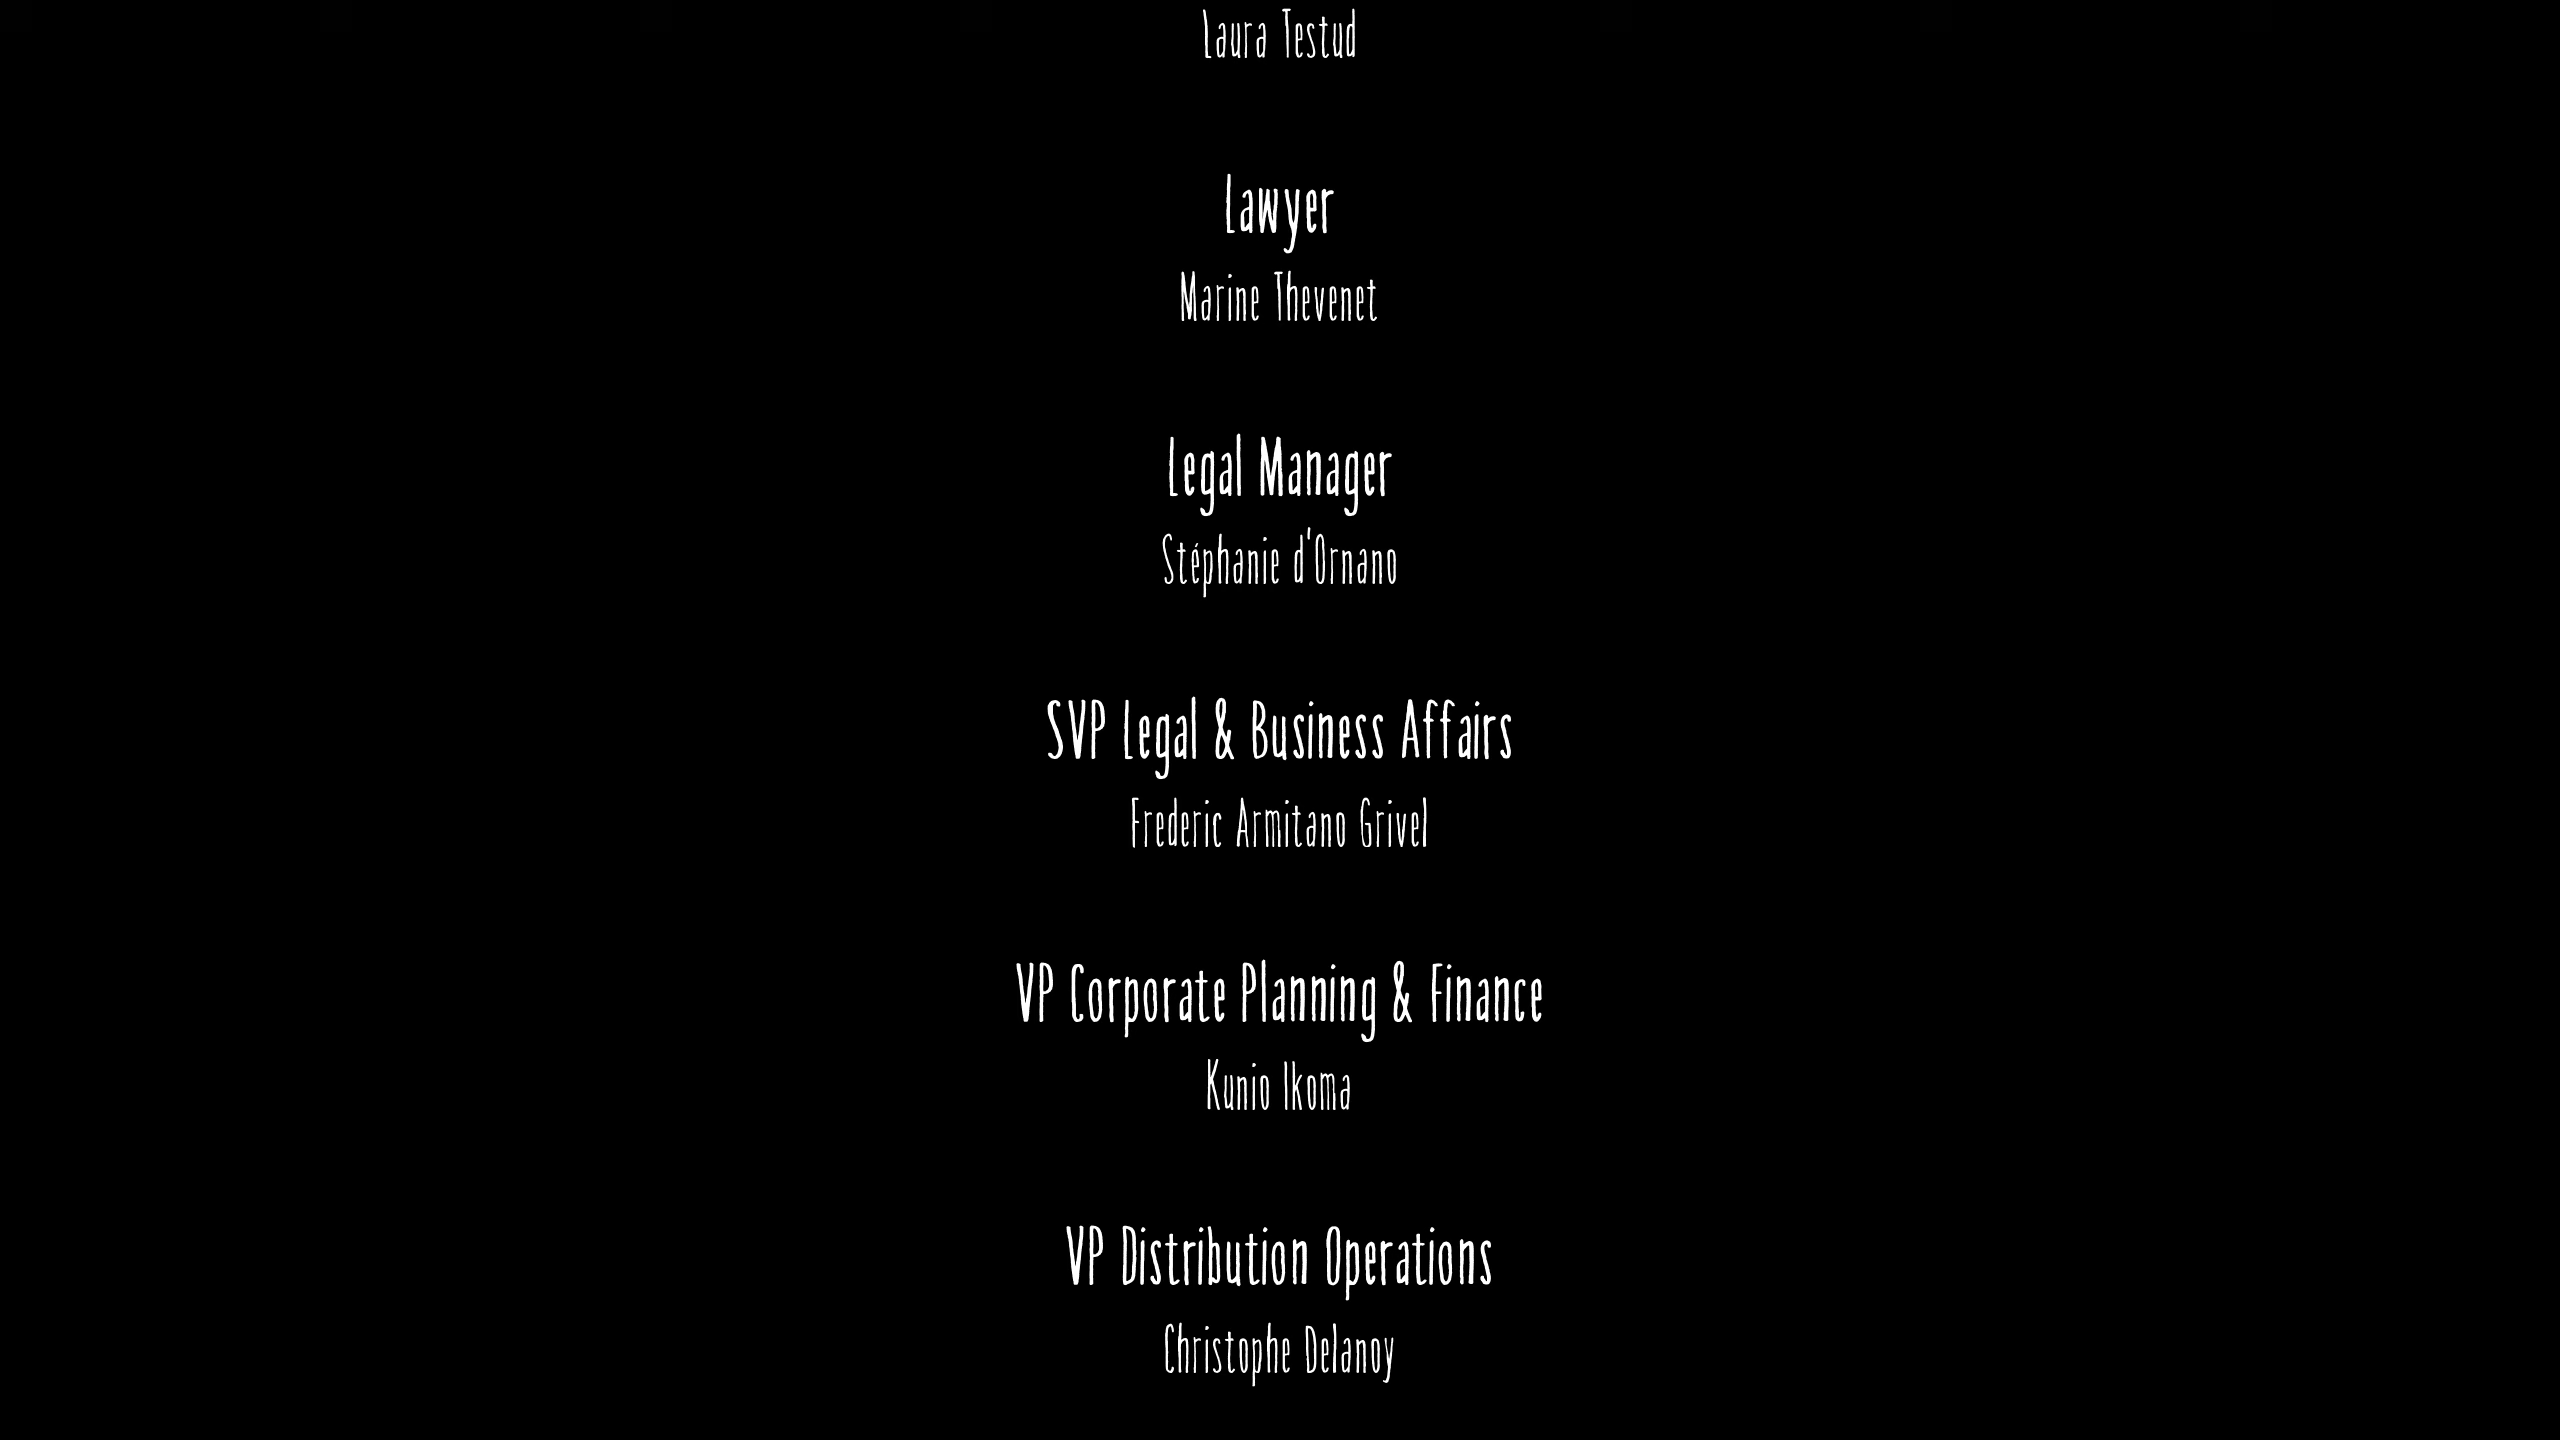 Laura Testud
Lawyer
Marine Thevenet
Legal Manager
Stéphanie d'Ornano
SVP Legal & Business Affairs
Frederic Armitano Grivel
VP Corporate Planning & Finance
Kunio Ikoma
VP Distribution Operations
Christophe Delanoy